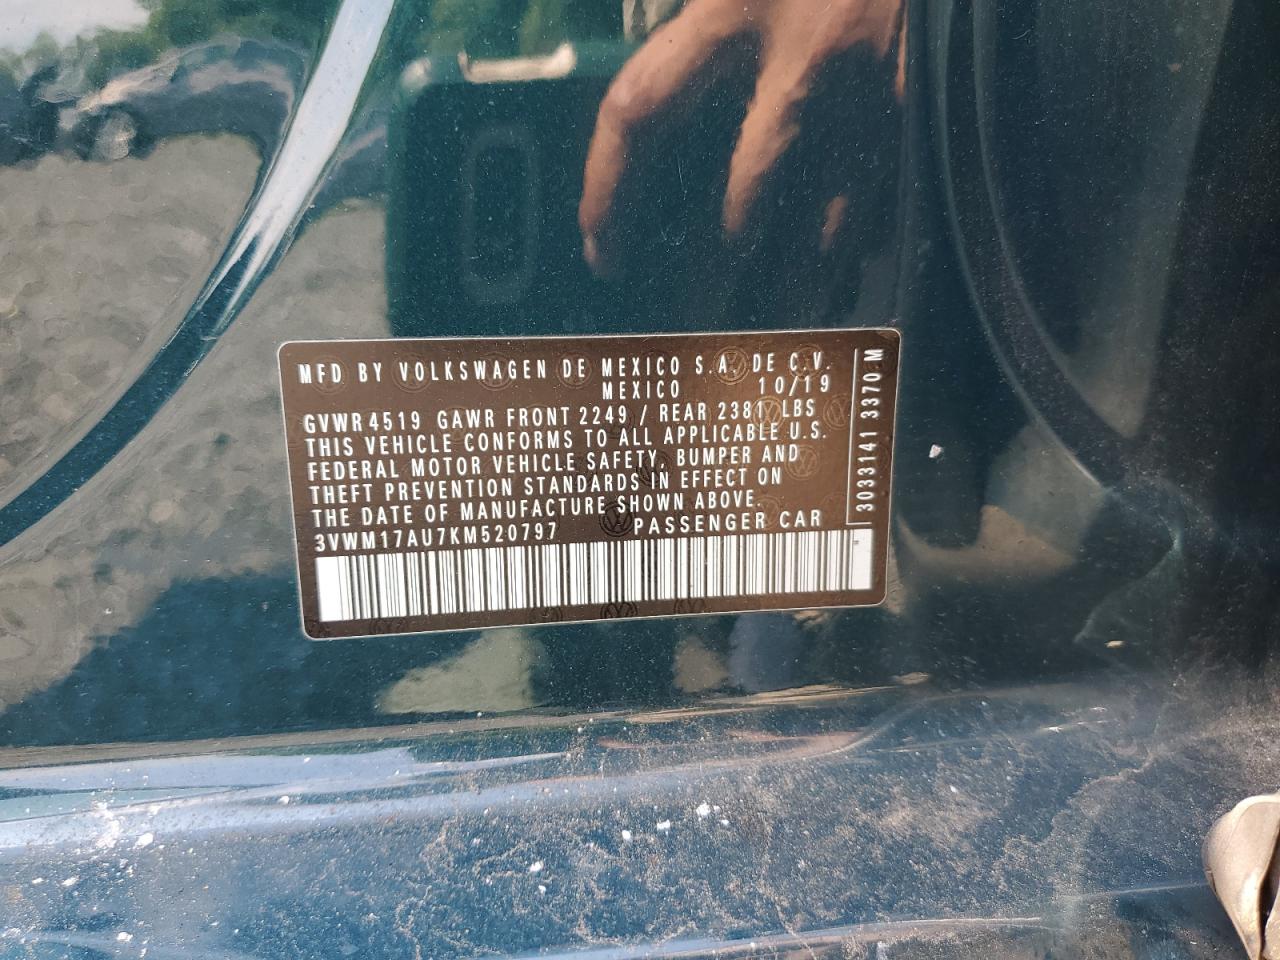 MFD BY VOLKSWAGEN DE MEXICO S.A. DE C.V.
MEXICO 10/19
GVWR 4519 GAWR FRONT 2249 / REAR 2381 LBS
THIS VEHICLE CONFORMS TO ALL APPLICABLE U.S.
FEDERAL MOTOR VEHICLE SAFETY, BUMPER AND
THEFT PREVENTION STANDARDS IN EFFECT ON
THE DATE OF MANUFACTURE SHOWN ABOVE.
3VWM17AU7KM520797 PASSENGER CAR
3033141 3370 M